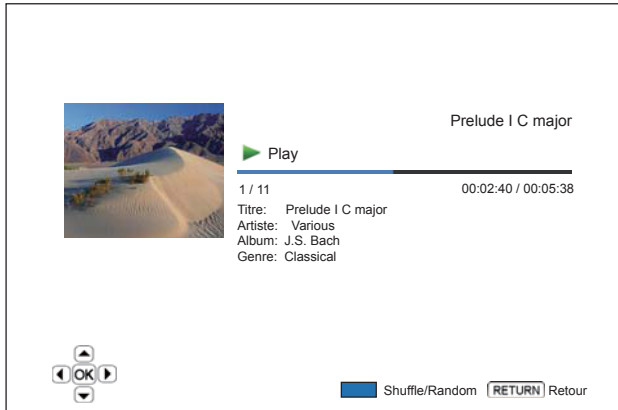 Prelude I C major
Play
1 / 11 00:02:40 / 00:05:38
Titre: Prelude I C major
Artiste: Various
Album: J.S. Bach
Genre: Classical
OK
Shuffle/Random RETURN Retour